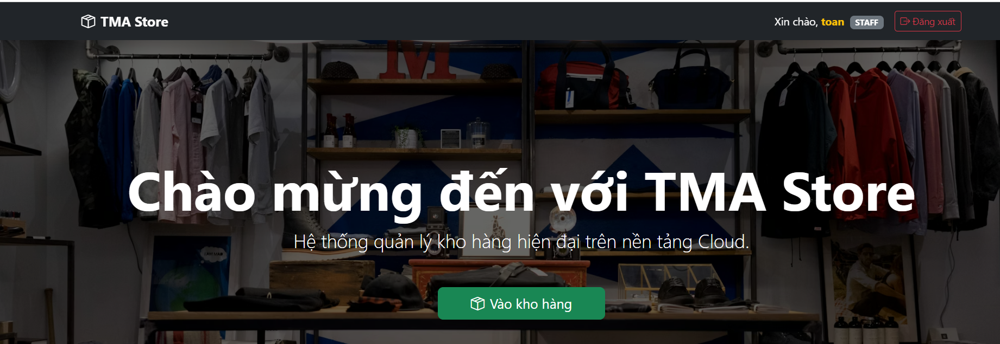 TMA Store
Xin chào, toan STAFF Đăng xuất
Chào mừng đến với TMA Store
Hệ thống quản lý kho hàng hiện đại trên nền tảng Cloud.
Vào kho hàng